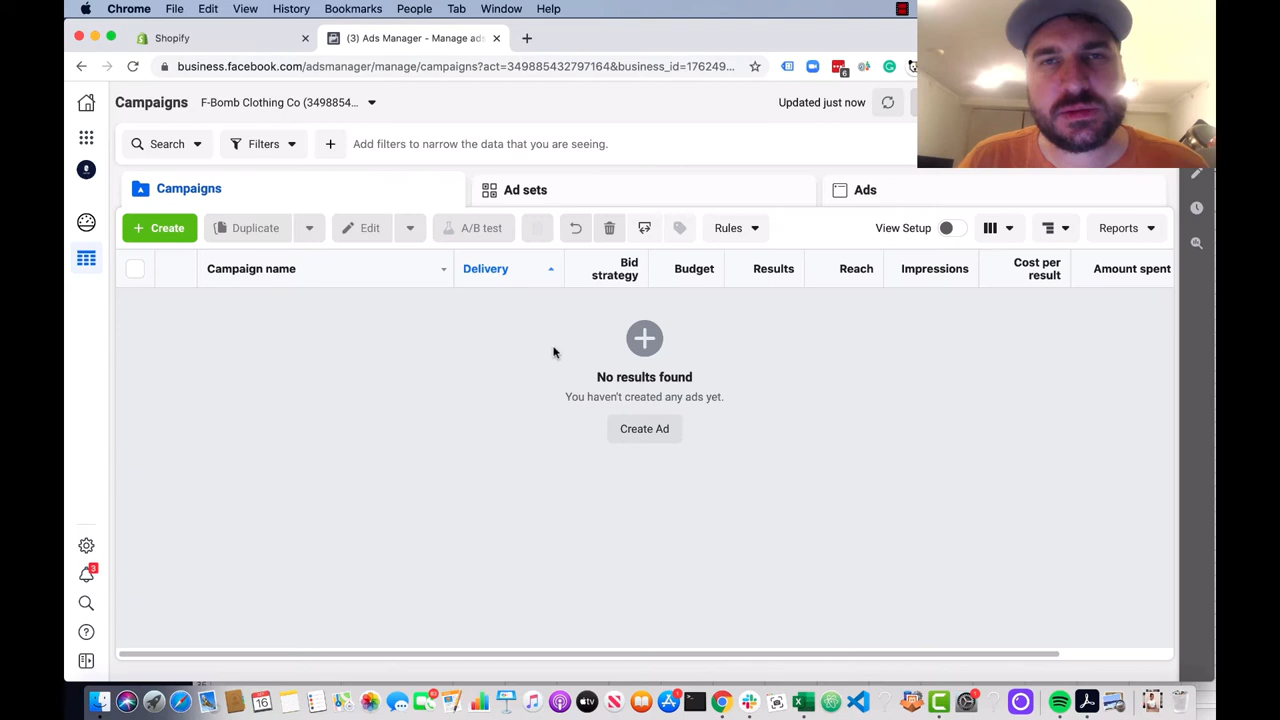 Chrome File Edit View History Bookmarks People Tab Window Help
Shopify
(3) Ads Manager - Manage ads
business.facebook.com/adsmanager/manage/campaigns?act=349885432797164&business_id=176249...
6
Campaigns F-Bomb Clothing Co (3498854...
Updated just now
Search Filters Add filters to narrow the data that you are seeing.
Campaigns Ad sets Ads
Create Duplicate Edit A/B test Rules View Setup Reports
Campaign name Delivery Bid strategy Budget Results Reach Impressions Cost per result Amount spent
No results found
You haven't created any ads yet.
Create Ad
3
16